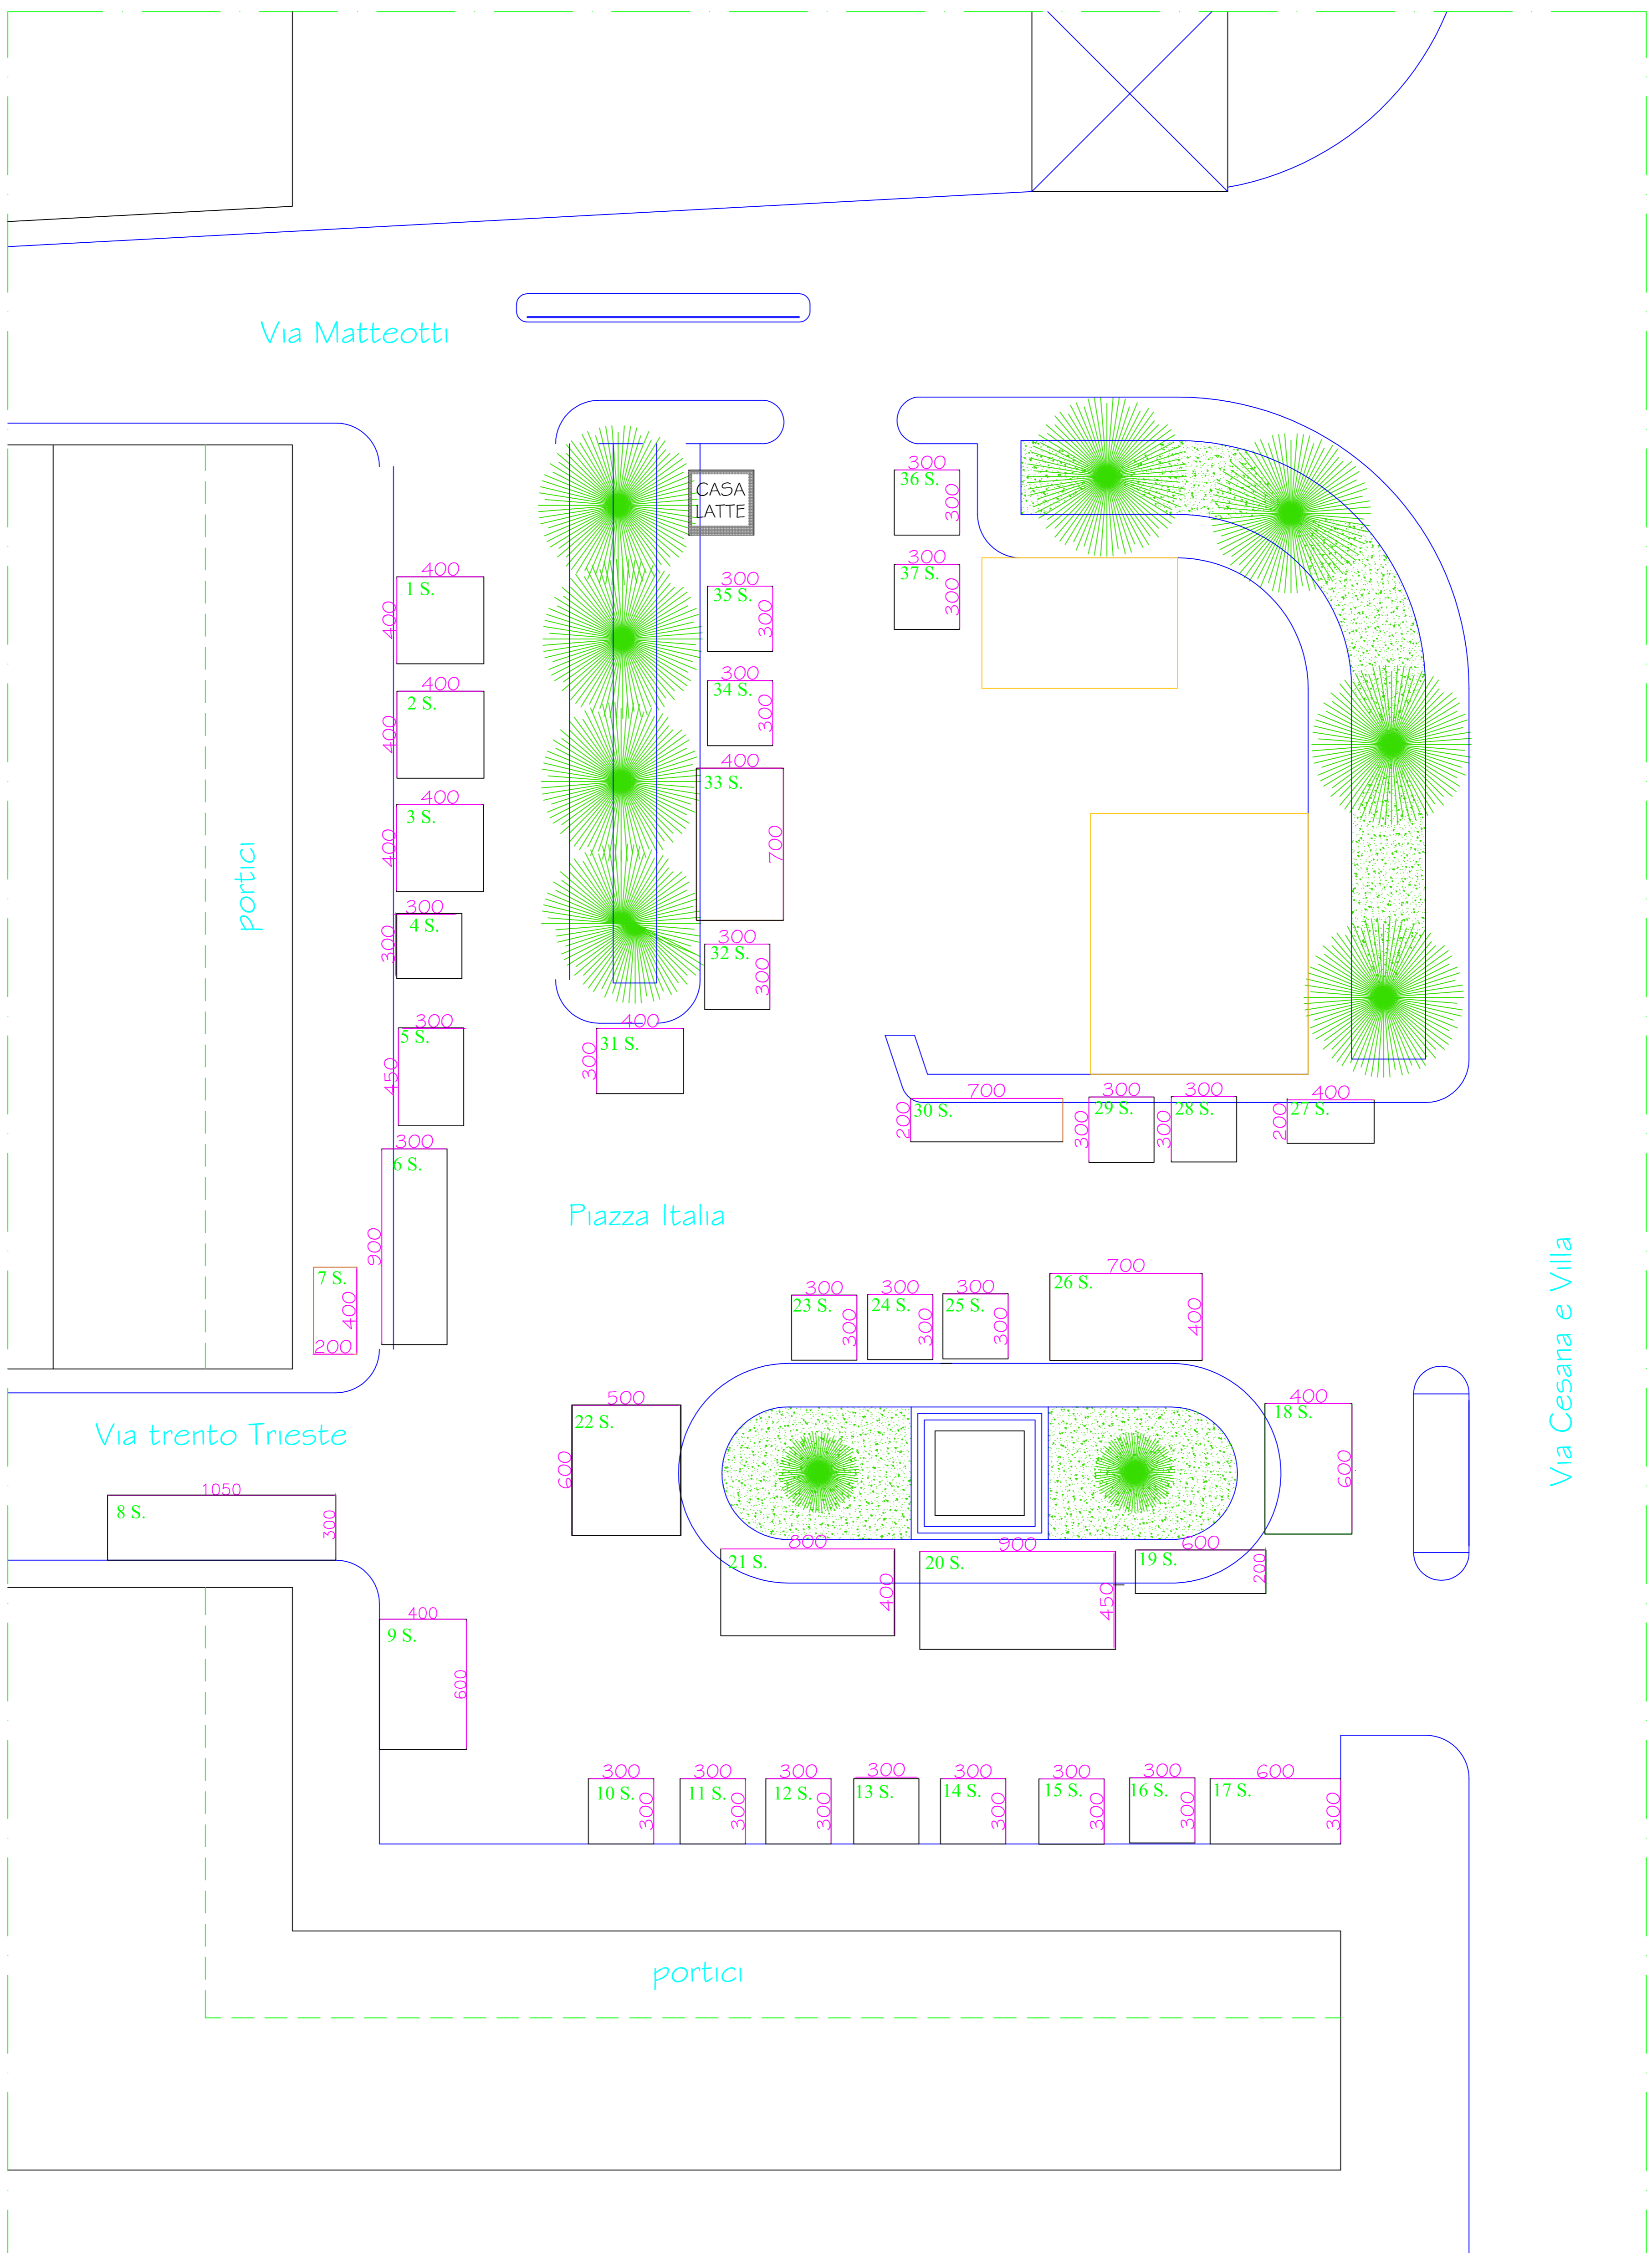 Via Matteotti
300
36 S.
300
CASA
LATTE
300
37 S.
300
400
1 S.
400
300
35 S.
300
400
2 S.
400
300
34 S.
300
400
33 S.
700
400
3 S.
400
portici
300
4 S.
300
300
32 S.
300
300
5 S.
450
400
31 S.
300
700
30 S.
200
300
29 S.
300
300
28 S.
300
400
27 S.
200
300
6 S.
900
Piazza Italia
7 S.
400
200
300
23 S.
300
300
24 S.
300
300
25 S.
300
700
26 S.
400
Via Cesana e Villa
500
22 S.
600
400
18 S.
600
Via trento Trieste
1050
8 S.
300
800
21 S.
400
900
20 S.
450
600
19 S.
200
400
9 S.
600
300
10 S.
300
300
11 S.
300
300
12 S.
300
300
13 S.
300
14 S.
300
300
15 S.
300
300
16 S.
300
600
17 S.
300
portici